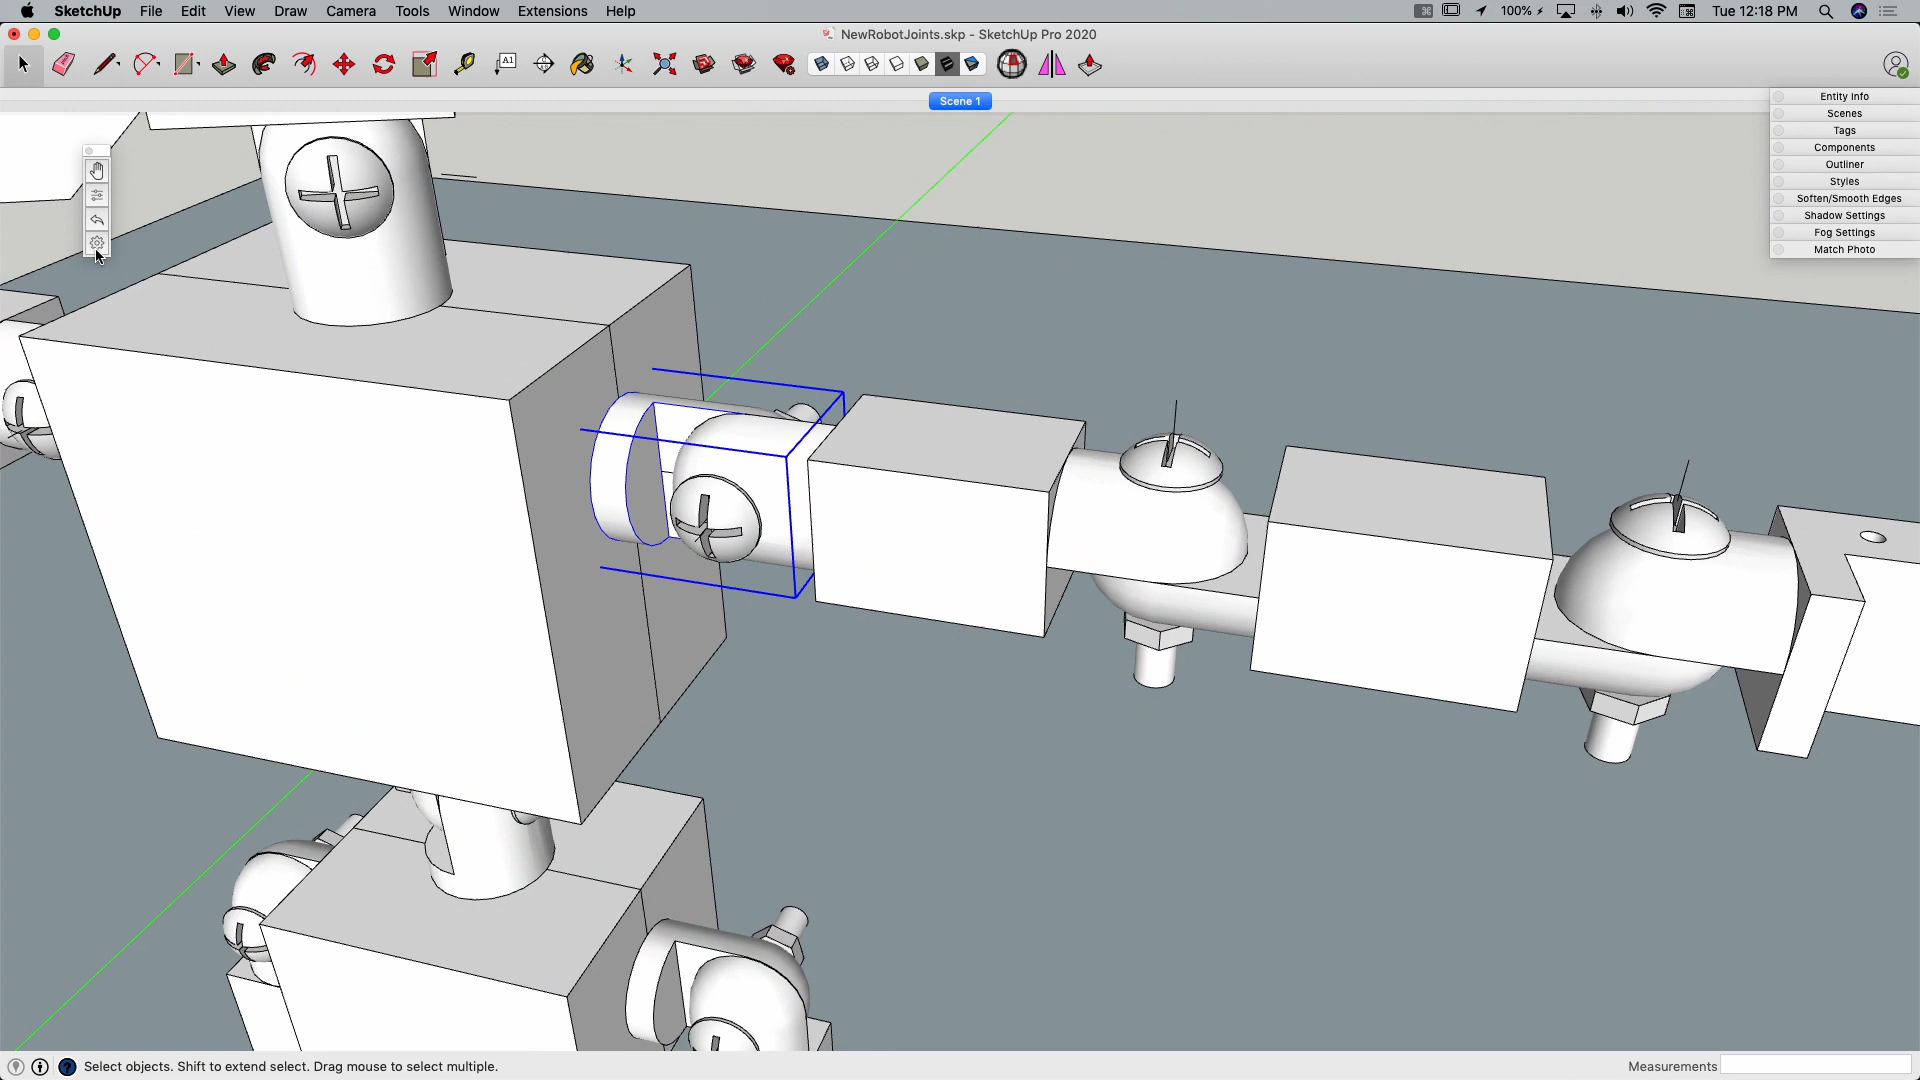 SketchUp File Edit View Draw Camera Tools Window Extensions Help 100% Tue 12:18 PM
NewRobotJoints.skp - SketchUp Pro 2020
A1
Scene 1
Entity Info
Scenes
Tags
Components
Outliner
Styles
Soften/Smooth Edges
Shadow Settings
Fog Settings
Match Photo
Select objects. Shift to extend select. Drag mouse to select multiple. Measurements